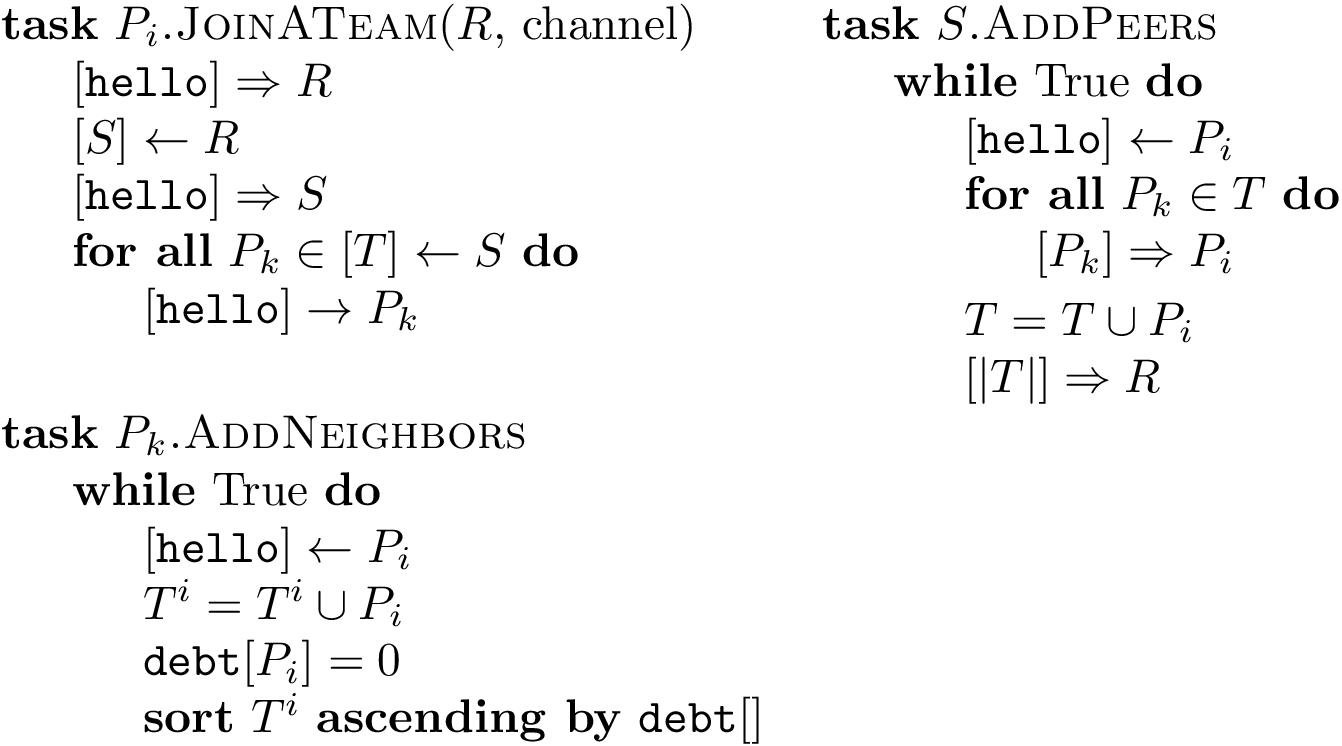 task P_i.JOINATEAM(R, channel)
[hello] ⇒ R
[S] ← R
[hello] ⇒ S
for all P_k ∈ [T] ← S do
[hello] → P_k
task P_k.ADDNEIGHBORS
while True do
[hello] ← P_i
T^i = T^i ∪ P_i
debt[P_i] = 0
sort T^i ascending by debt[]
task S.ADDPEERS
while True do
[hello] ← P_i
for all P_k ∈ T do
[P_k] ⇒ P_i
T = T ∪ P_i
[|T|] ⇒ R